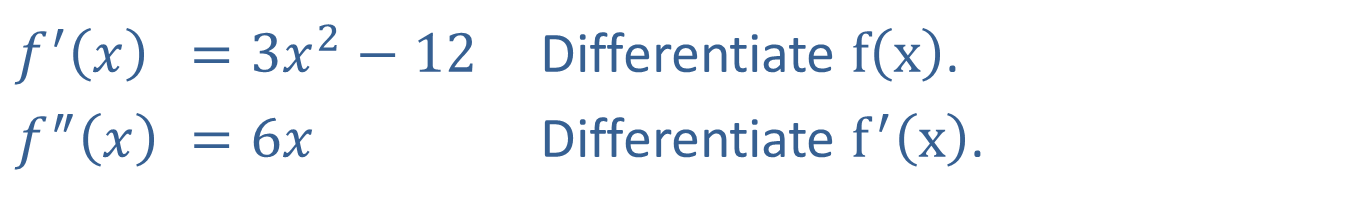 f′(x) = 3x² − 12 Differentiate f(x).
f″(x) = 6x Differentiate f′(x).